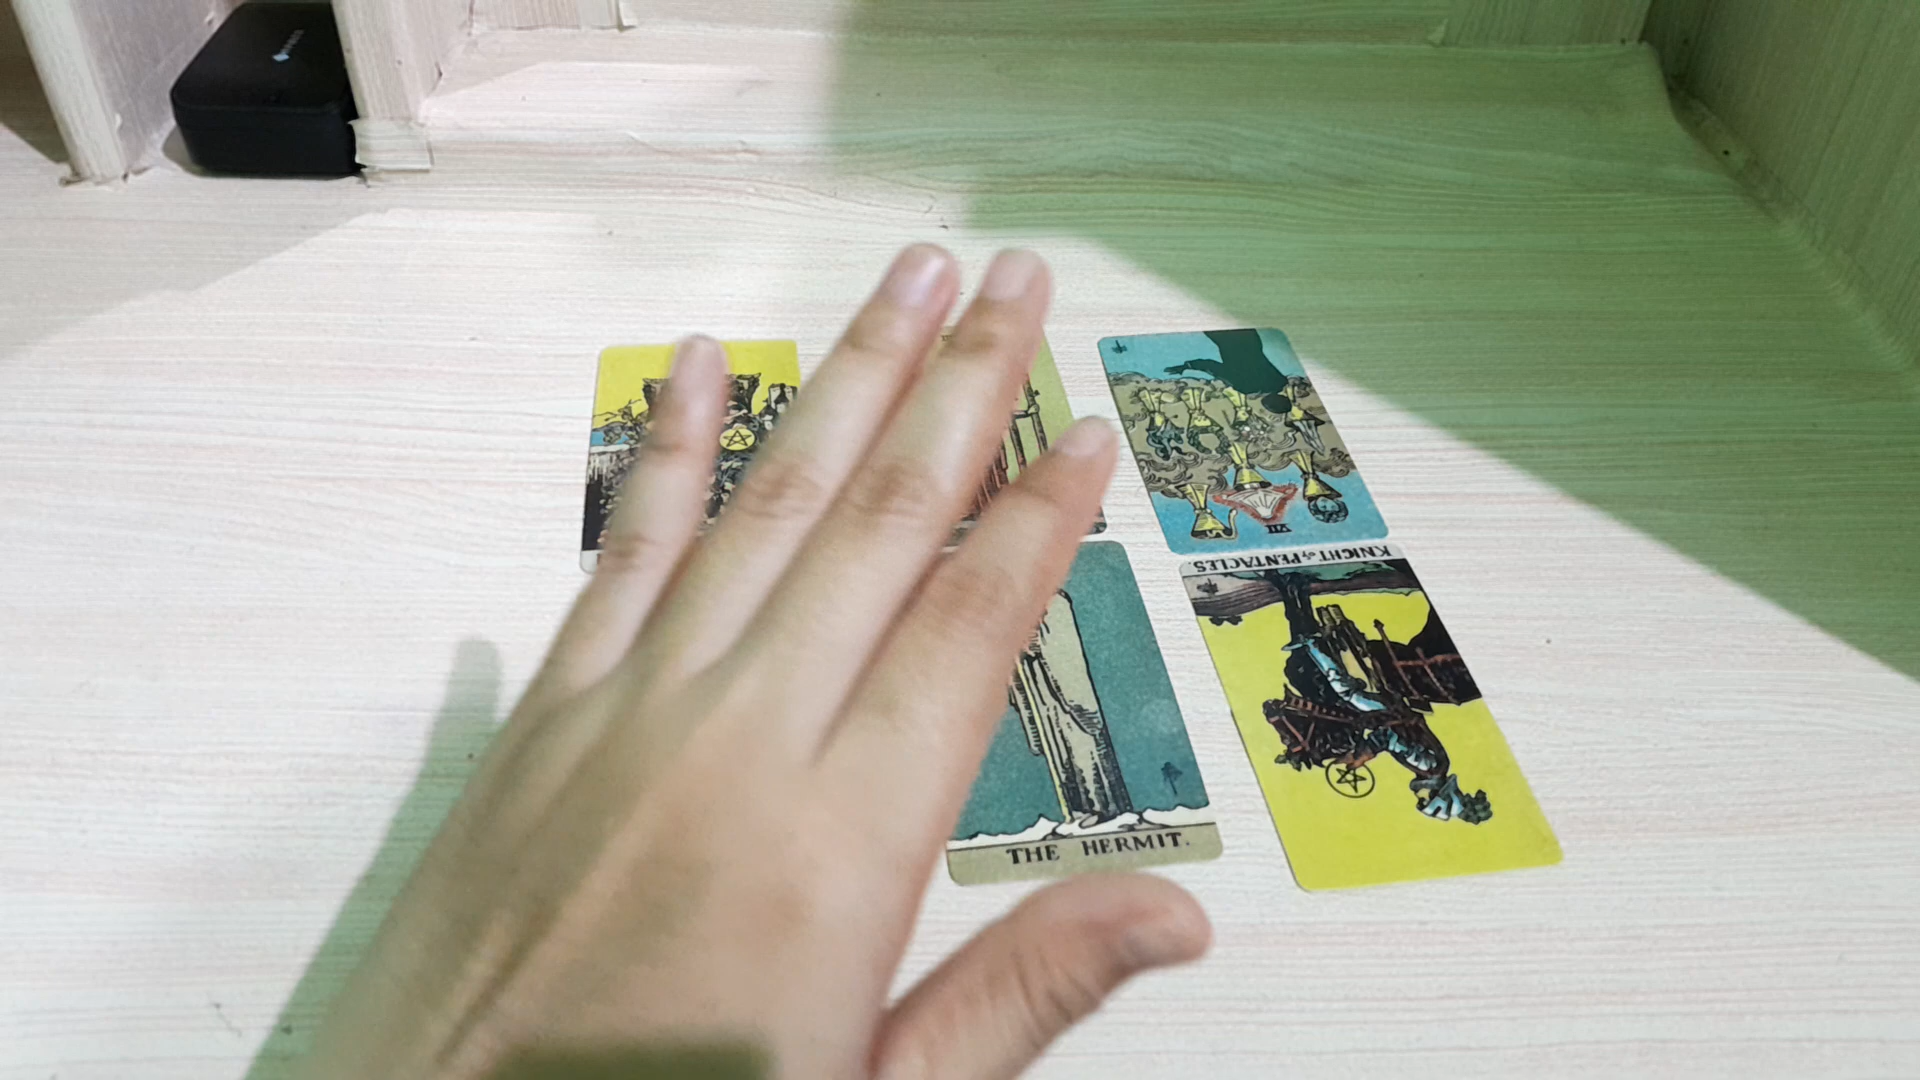 VII
KNIGHT of PENTACLES.
THE HERMIT.